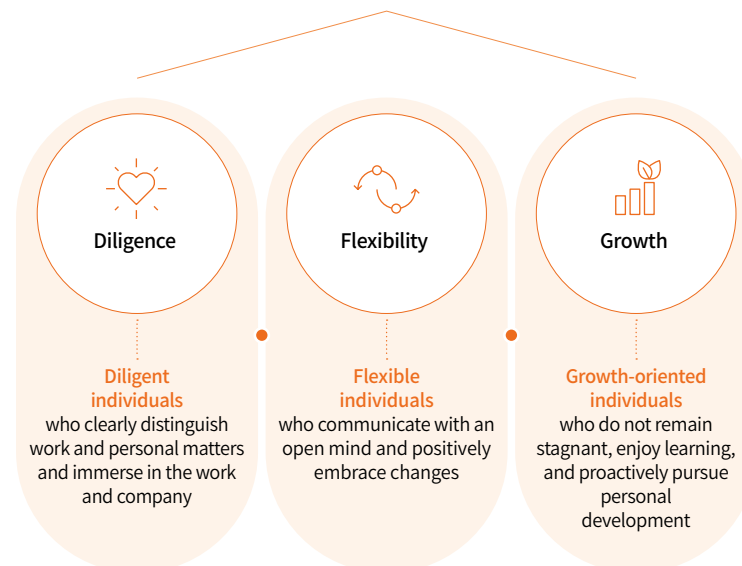 Diligence
Diligent
individuals
who clearly distinguish
work and personal matters
and immerse in the work
and company
Flexibility
Flexible
individuals
who communicate with an
open mind and positively
embrace changes
Growth
Growth-oriented
individuals
who do not remain
stagnant, enjoy learning,
and proactively pursue
personal
development